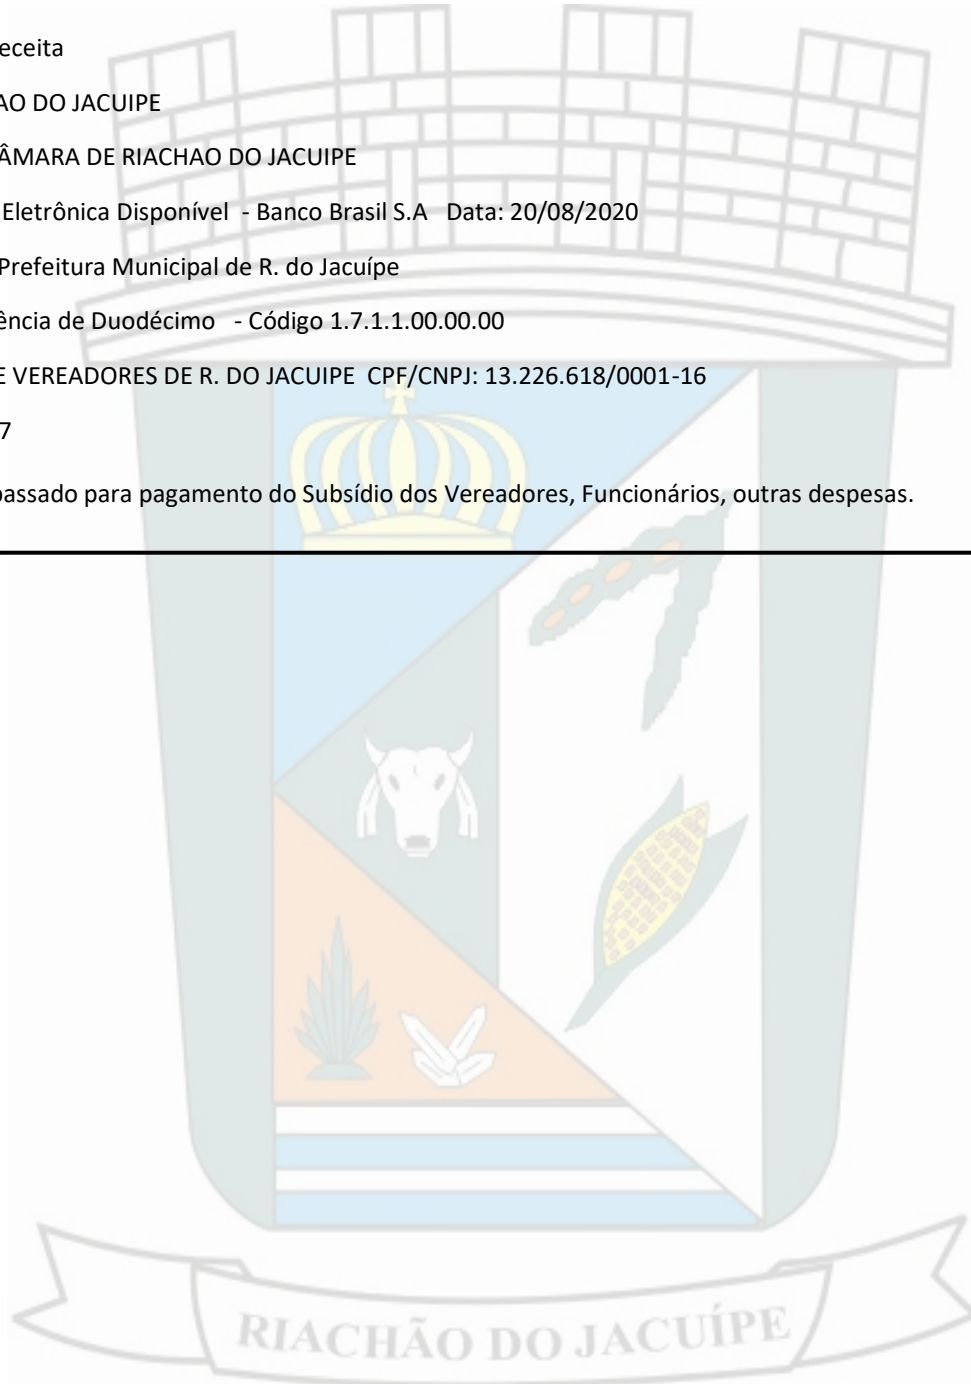 eceita
AO DO JACUIPE
ÂMARA DE RIACHAO DO JACUIPE
Eletrônica Disponível - Banco Brasil S.A Data: 20/08/2020
Prefeitura Municipal de R. do Jacuípe
ência de Duodécimo - Código 1.7.1.1.00.00.00
E VEREADORES DE R. DO JACUIPE CPF/CNPJ: 13.226.618/0001-16
7
passado para pagamento do Subsídio dos Vereadores, Funcionários, outras despesas.
RIACHÃO DO JACUÍPE